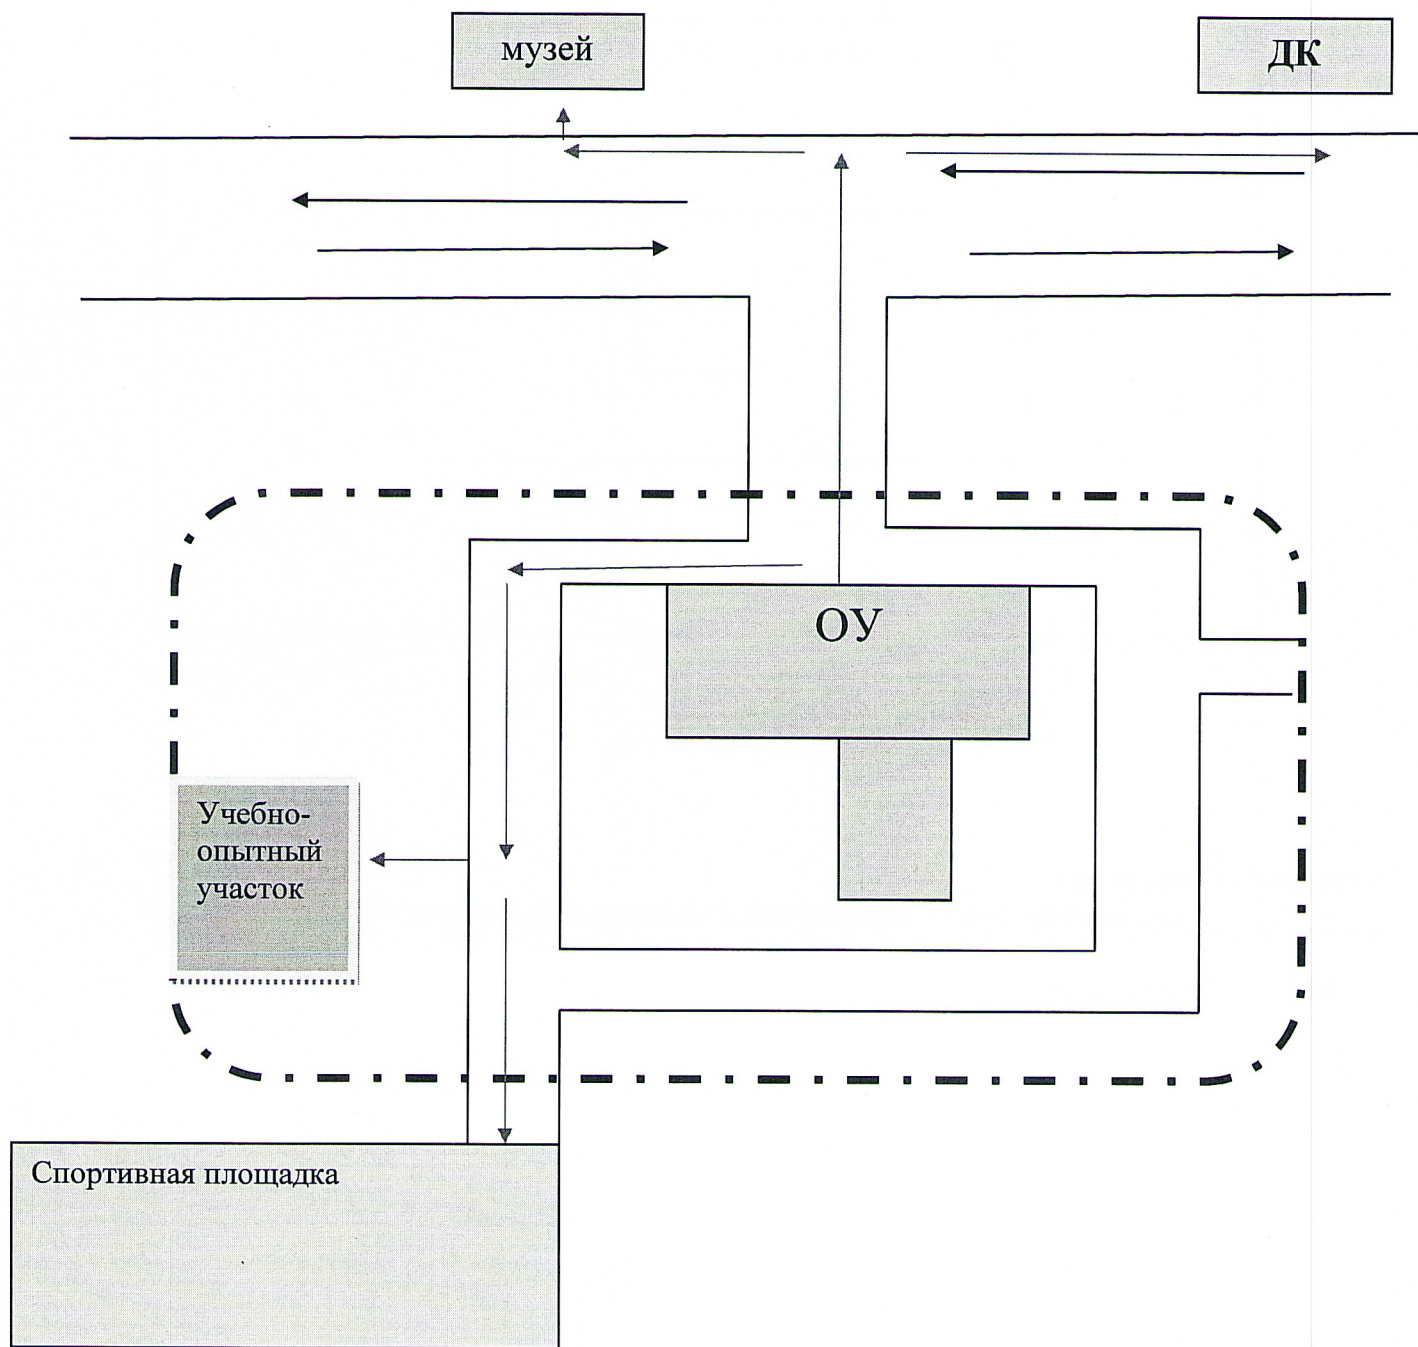 музей
ДК
ОУ
Учебно-
опытный
участок
Спортивная площадка